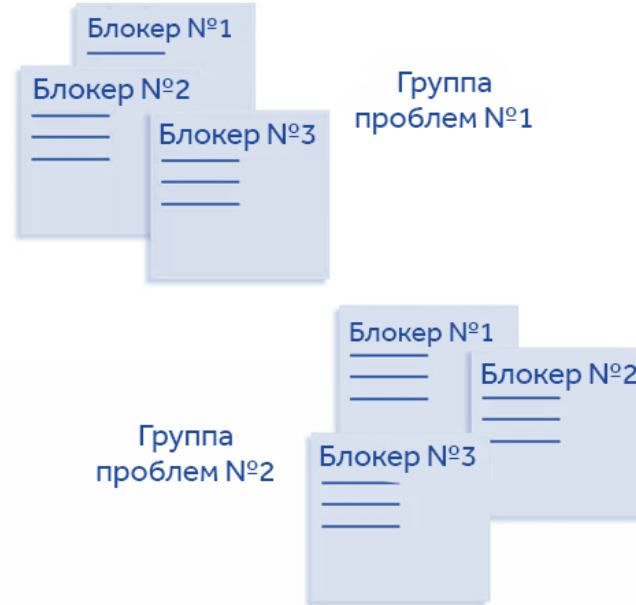 Блокер №1
Блокер №2
Блокер №3
Группа
проблем №1
Блокер №1
Блокер №2
Блокер №3
Группа
проблем №2